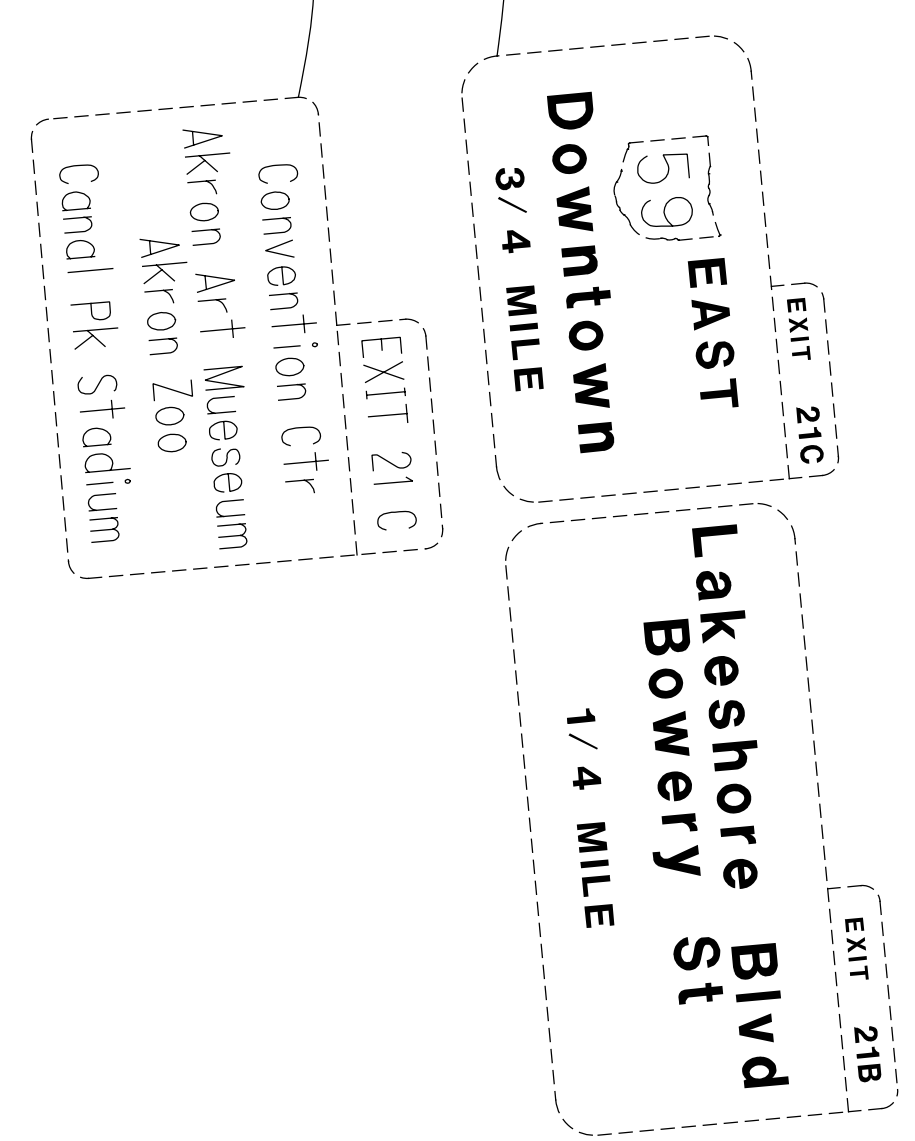 EXIT 21C
59 EAST
Downtown
3/4 MILE
EXIT 21B
Lakeshore Blvd
Bowery St
1/4 MILE
EXIT 21 C
Convention Ctr
Akron Art Mueseum
Akron Zoo
Canal Pk Stadium